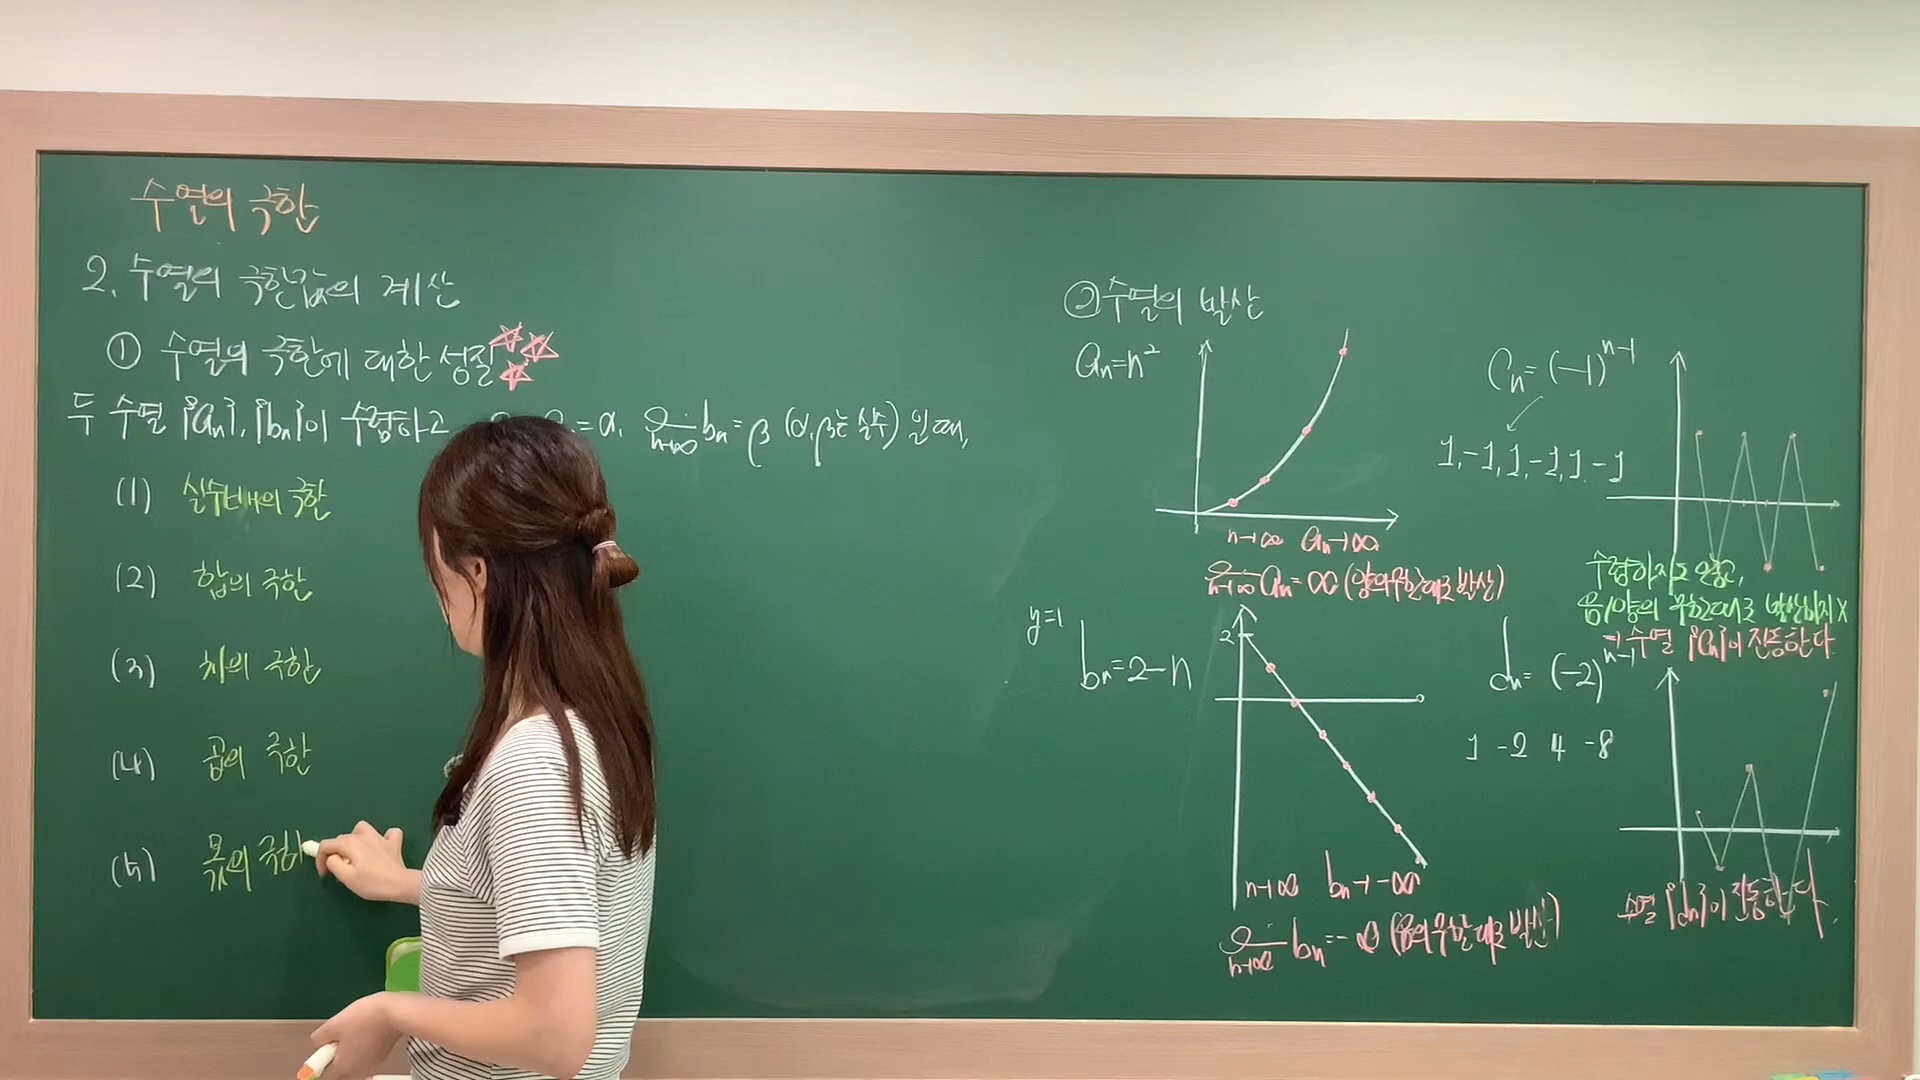 수열의 극한
2. 수열의 극한값의 계산
① 수열의 극한에 대한 성질
두 수열 {an}, {bn}이 수렴하고 = α, lim n→∞ bn = β (α, β는 실수) 일 때,
(1) 실수배의 극한
(2) 합의 극한
(3) 차의 극한
(4) 곱의 극한
(5) 몫의 극하
② 수열의 발산
an = n²
n→∞ an→∞
lim n→∞ an = ∞ (양의 무한대로 발산)
y=1
bn = 2-n
2
n→∞ bn→-∞
lim n→∞ bn = -∞ (음의 무한대로 발산)
Cn = (-1)^n-1
1, -1, 1, -1, 1, -1
수렴하지도 않고,
음/양의 무한대로 발산하지 X
수열 {Cn}이 진동한다
dn = (-2)^n-1
1 -2 4 -8
수열 {dn}이 진동한다.